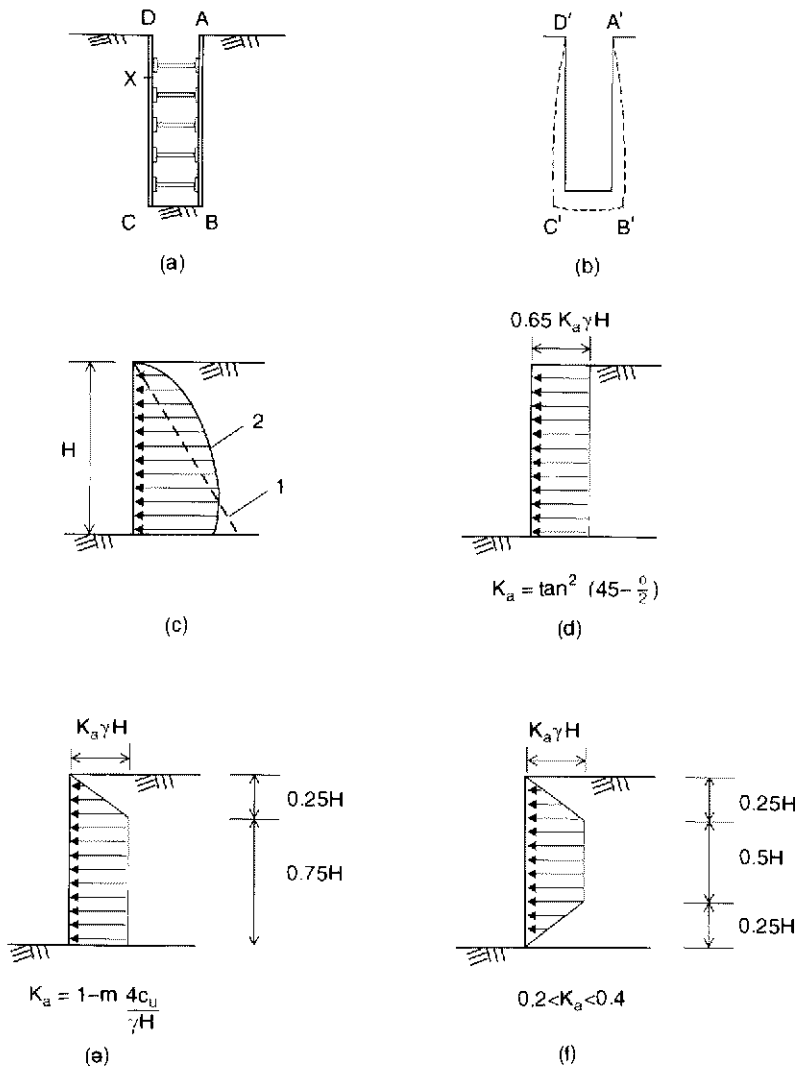 D A
X
C B
(a)
D' A'
C' B'
(b)
H
2
1
(c)
0.65 KₐγH
Kₐ = tan² (45-φ/2)
(d)
KₐγH
0.25H
0.75H
Kₐ = 1-m 4cᵤ/γH
(e)
KₐγH
0.25H
0.5H
0.25H
0.2<Kₐ<0.4
(f)